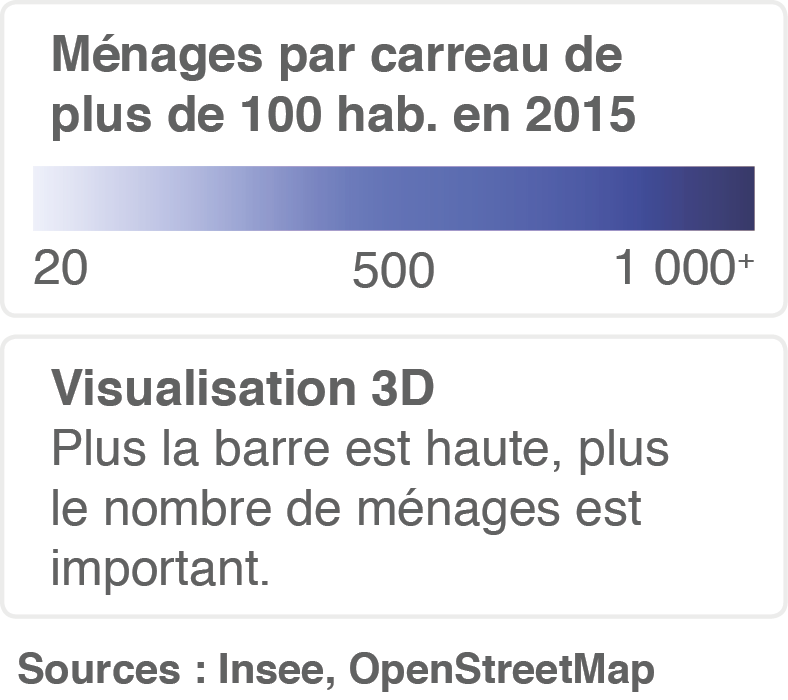 Ménages par carreau de
plus de 100 hab. en 2015
20 500 1 000+
Visualisation 3D
Plus la barre est haute, plus
le nombre de ménages est
important.
Sources : Insee, OpenStreetMap